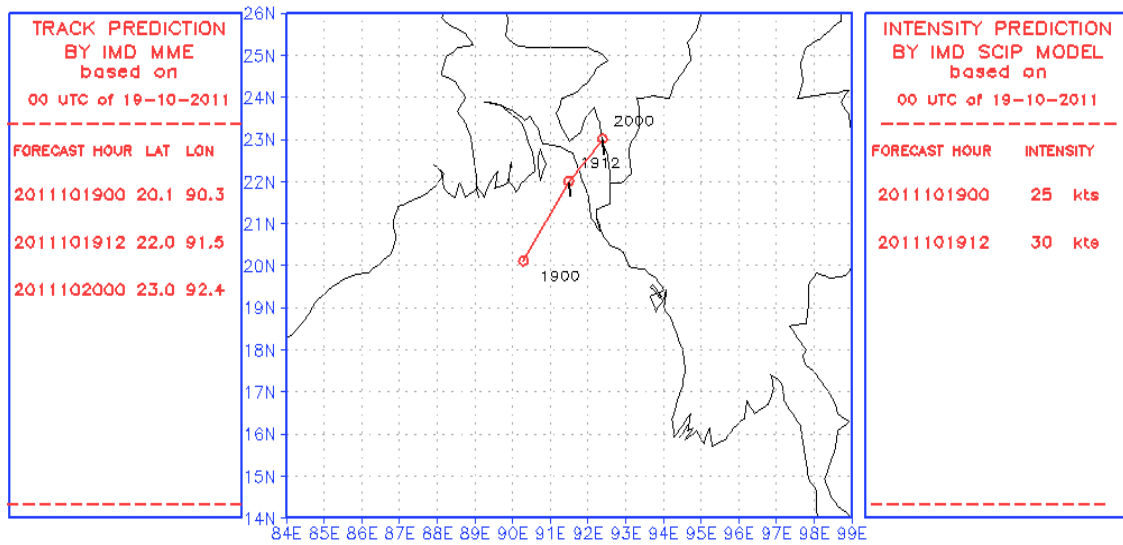 TRACK PREDICTION
BY IMD MME
based on
00 UTC of 19-10-2011
FORECAST HOUR LAT LON
2011101900 20.1 90.3
2011101912 22.0 91.5
2011102000 23.0 92.4
26N
25N
24N
23N
22N
21N
20N
19N
18N
17N
16N
15N
14N
2000
1912
1900
84E 85E 86E 87E 88E 89E 90E 91E 92E 93E 94E 95E 96E 97E 98E 99E
INTENSITY PREDICTION
BY IMD SCIP MODEL
based on
00 UTC of 19-10-2011
FORECAST HOUR INTENSITY
2011101900 25 kts
2011101912 30 kts